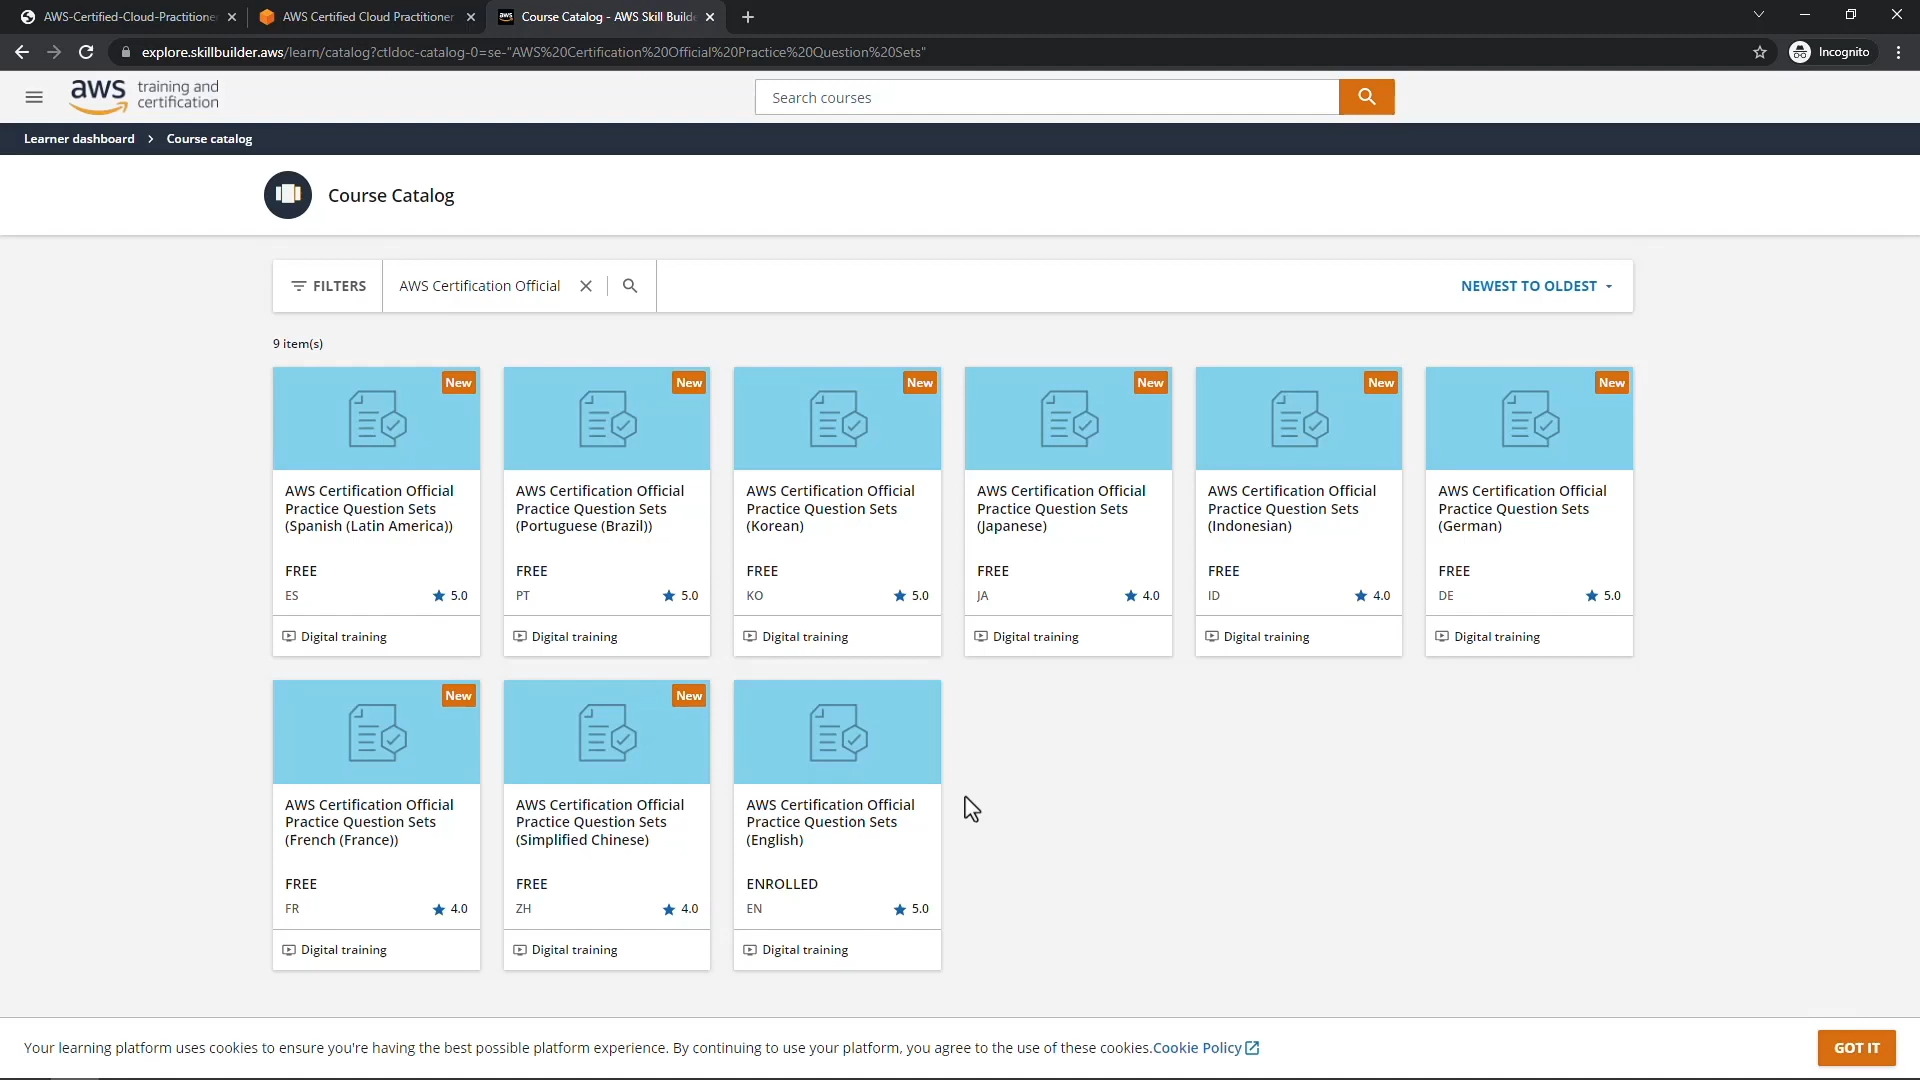 AWS-Certified-Cloud-Practitioner
AWS Certified Cloud Practitioner
Course Catalog - AWS Skill Build
explore.skillbuilder.aws/learn/catalog?ctldoc-catalog-0=se-"AWS%20Certification%20Official%20Practice%20Question%20Sets"
Incognito
aws training and certification
Search courses
Learner dashboard > Course catalog
Course Catalog
FILTERS
AWS Certification Official
NEWEST TO OLDEST
9 item(s)
New
AWS Certification Official
Practice Question Sets
(Spanish (Latin America))
FREE
ES 5.0
Digital training
New
AWS Certification Official
Practice Question Sets
(Portuguese (Brazil))
FREE
PT 5.0
Digital training
New
AWS Certification Official
Practice Question Sets
(Korean)
FREE
KO 5.0
Digital training
New
AWS Certification Official
Practice Question Sets
(Japanese)
FREE
JA 4.0
Digital training
New
AWS Certification Official
Practice Question Sets
(Indonesian)
FREE
ID 4.0
Digital training
New
AWS Certification Official
Practice Question Sets
(German)
FREE
DE 5.0
Digital training
New
AWS Certification Official
Practice Question Sets
(French (France))
FREE
FR 4.0
Digital training
New
AWS Certification Official
Practice Question Sets
(Simplified Chinese)
FREE
ZH 4.0
Digital training
AWS Certification Official
Practice Question Sets
(English)
ENROLLED
EN 5.0
Digital training
Your learning platform uses cookies to ensure you're having the best possible platform experience. By continuing to use your platform, you agree to the use of these cookies.Cookie Policy
GOT IT